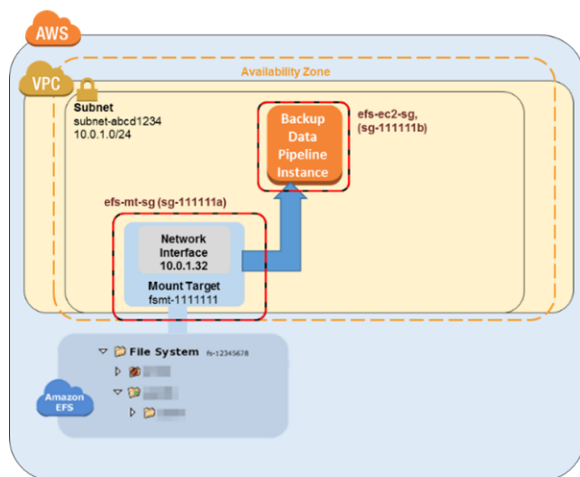 AWS
Availability Zone
VPC
Subnet
subnet-abcd1234
10.0.1.0/24
Backup
Data
Pipeline
Instance
efs-ec2-sg,
(sg-111111b)
efs-mt-sg (sg-111111a)
Network
Interface
10.0.1.32
Mount Target
fsmt-1111111
File System fs-12345678
Amazon
EFS